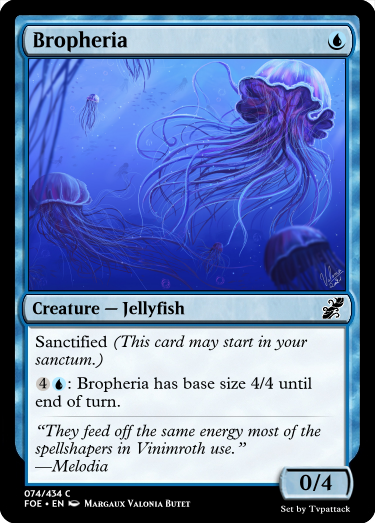 Bropheria
Creature — Jellyfish
Sanctified (This card may start in your
sanctum.)
4: Bropheria has base size 4/4 until
end of turn.
“They feed off the same energy most of the
spellshapers in Vinimroth use.”
—Melodia
0/4
074/434 C
FOE • EN Margaux Valonia Butet
Set by Tvpattack